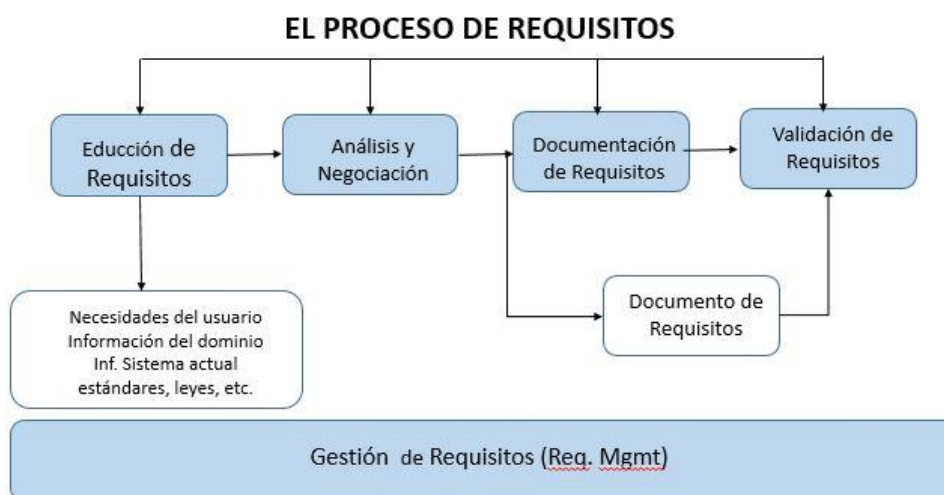 EL PROCESO DE REQUISITOS
Educción de
Requisitos
Análisis y
Negociación
Documentación
de Requisitos
Validación de
Requisitos
Necesidades del usuario
Información del dominio
Inf. Sistema actual
estándares, leyes, etc.
Documento de
Requisitos
Gestión de Requisitos (Req. Mgmt)